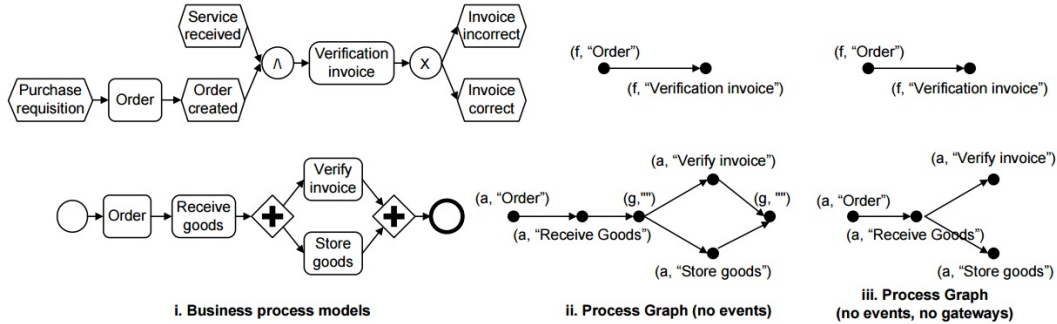 Service
received
Invoice
incorrect
/\
Verification
invoice
X
Purchase
requisition
Order
Order
created
Invoice
correct
(f, "Order")
(f, "Verification invoice")
(f, "Order")
(f, "Verification invoice")
Order
Receive
goods
Verify
invoice
Store
goods
(a, "Order")
(a, "Receive Goods")
(g,"")
(a, "Verify invoice")
(g, "")
(a, "Store goods")
(a, "Order")
(a, "Receive Goods")
(a, "Verify invoice")
(a, "Store goods")
i. Business process models
ii. Process Graph (no events)
iii. Process Graph
(no events, no gateways)